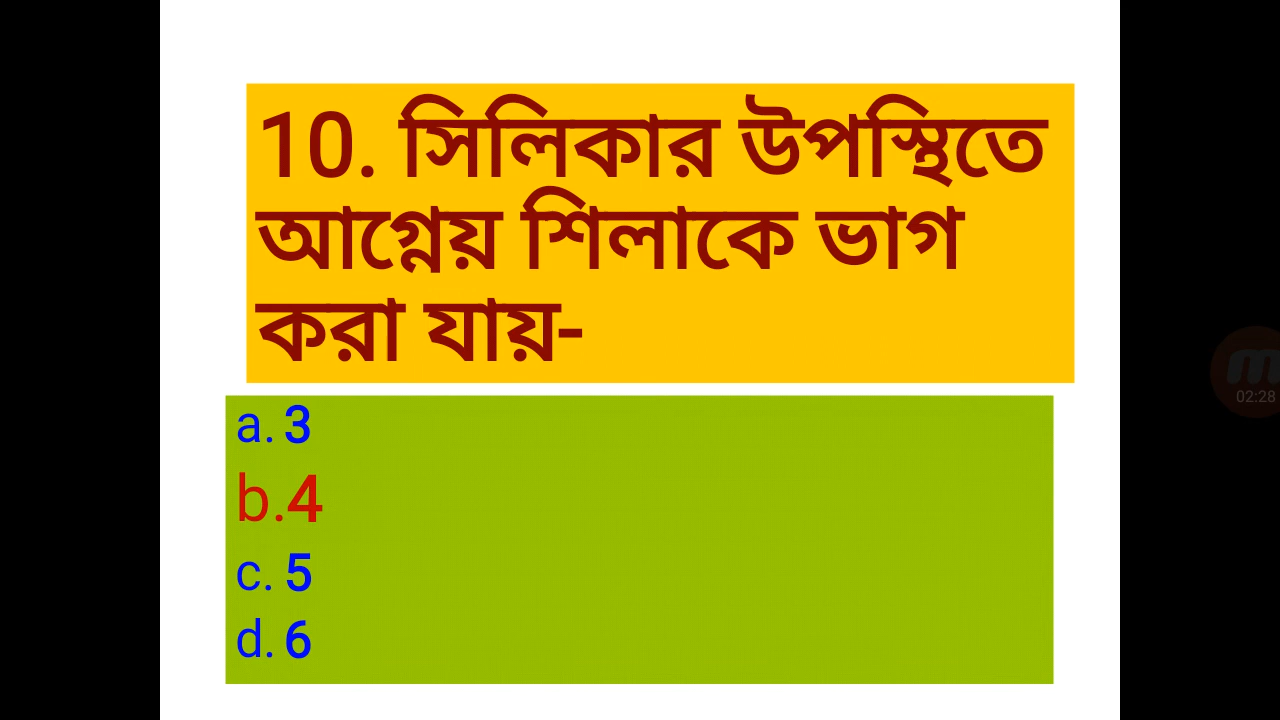 10. সিলিকার উপস্থিতে
আগ্নেয় শিলাকে ভাগ
করা যায়-
a. 3
b.4
c. 5
d. 6
02:28